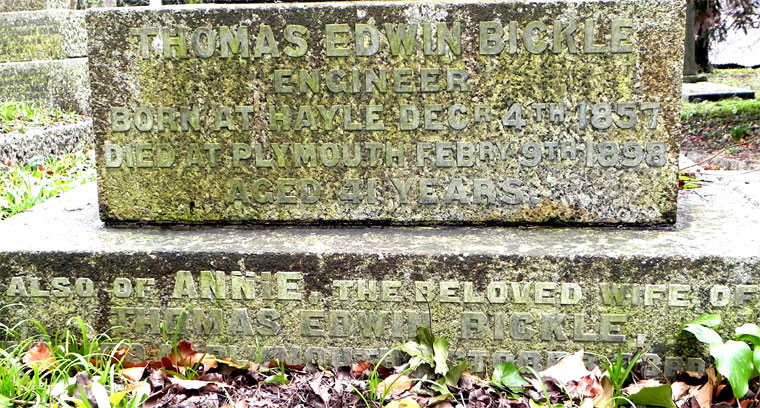 THOMAS EDWIN BICKLE
ENGINEER
BORN AT HAYLE DECR 4TH 1857
DIED AT PLYMOUTH FEBRY 9TH 1898
AGED 41 YEARS.
ALSO OF ANNIE, THE BELOVED WIFE OF
THOMAS EDWIN BICKLE,
PLYMOUTH